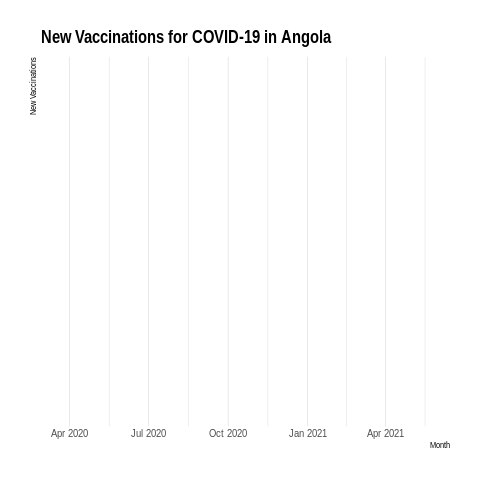 New Vaccinations for COVID-19 in Angola
New Vaccinations
Apr 2020
Jul 2020
Oct 2020
Jan 2021
Apr 2021
Month